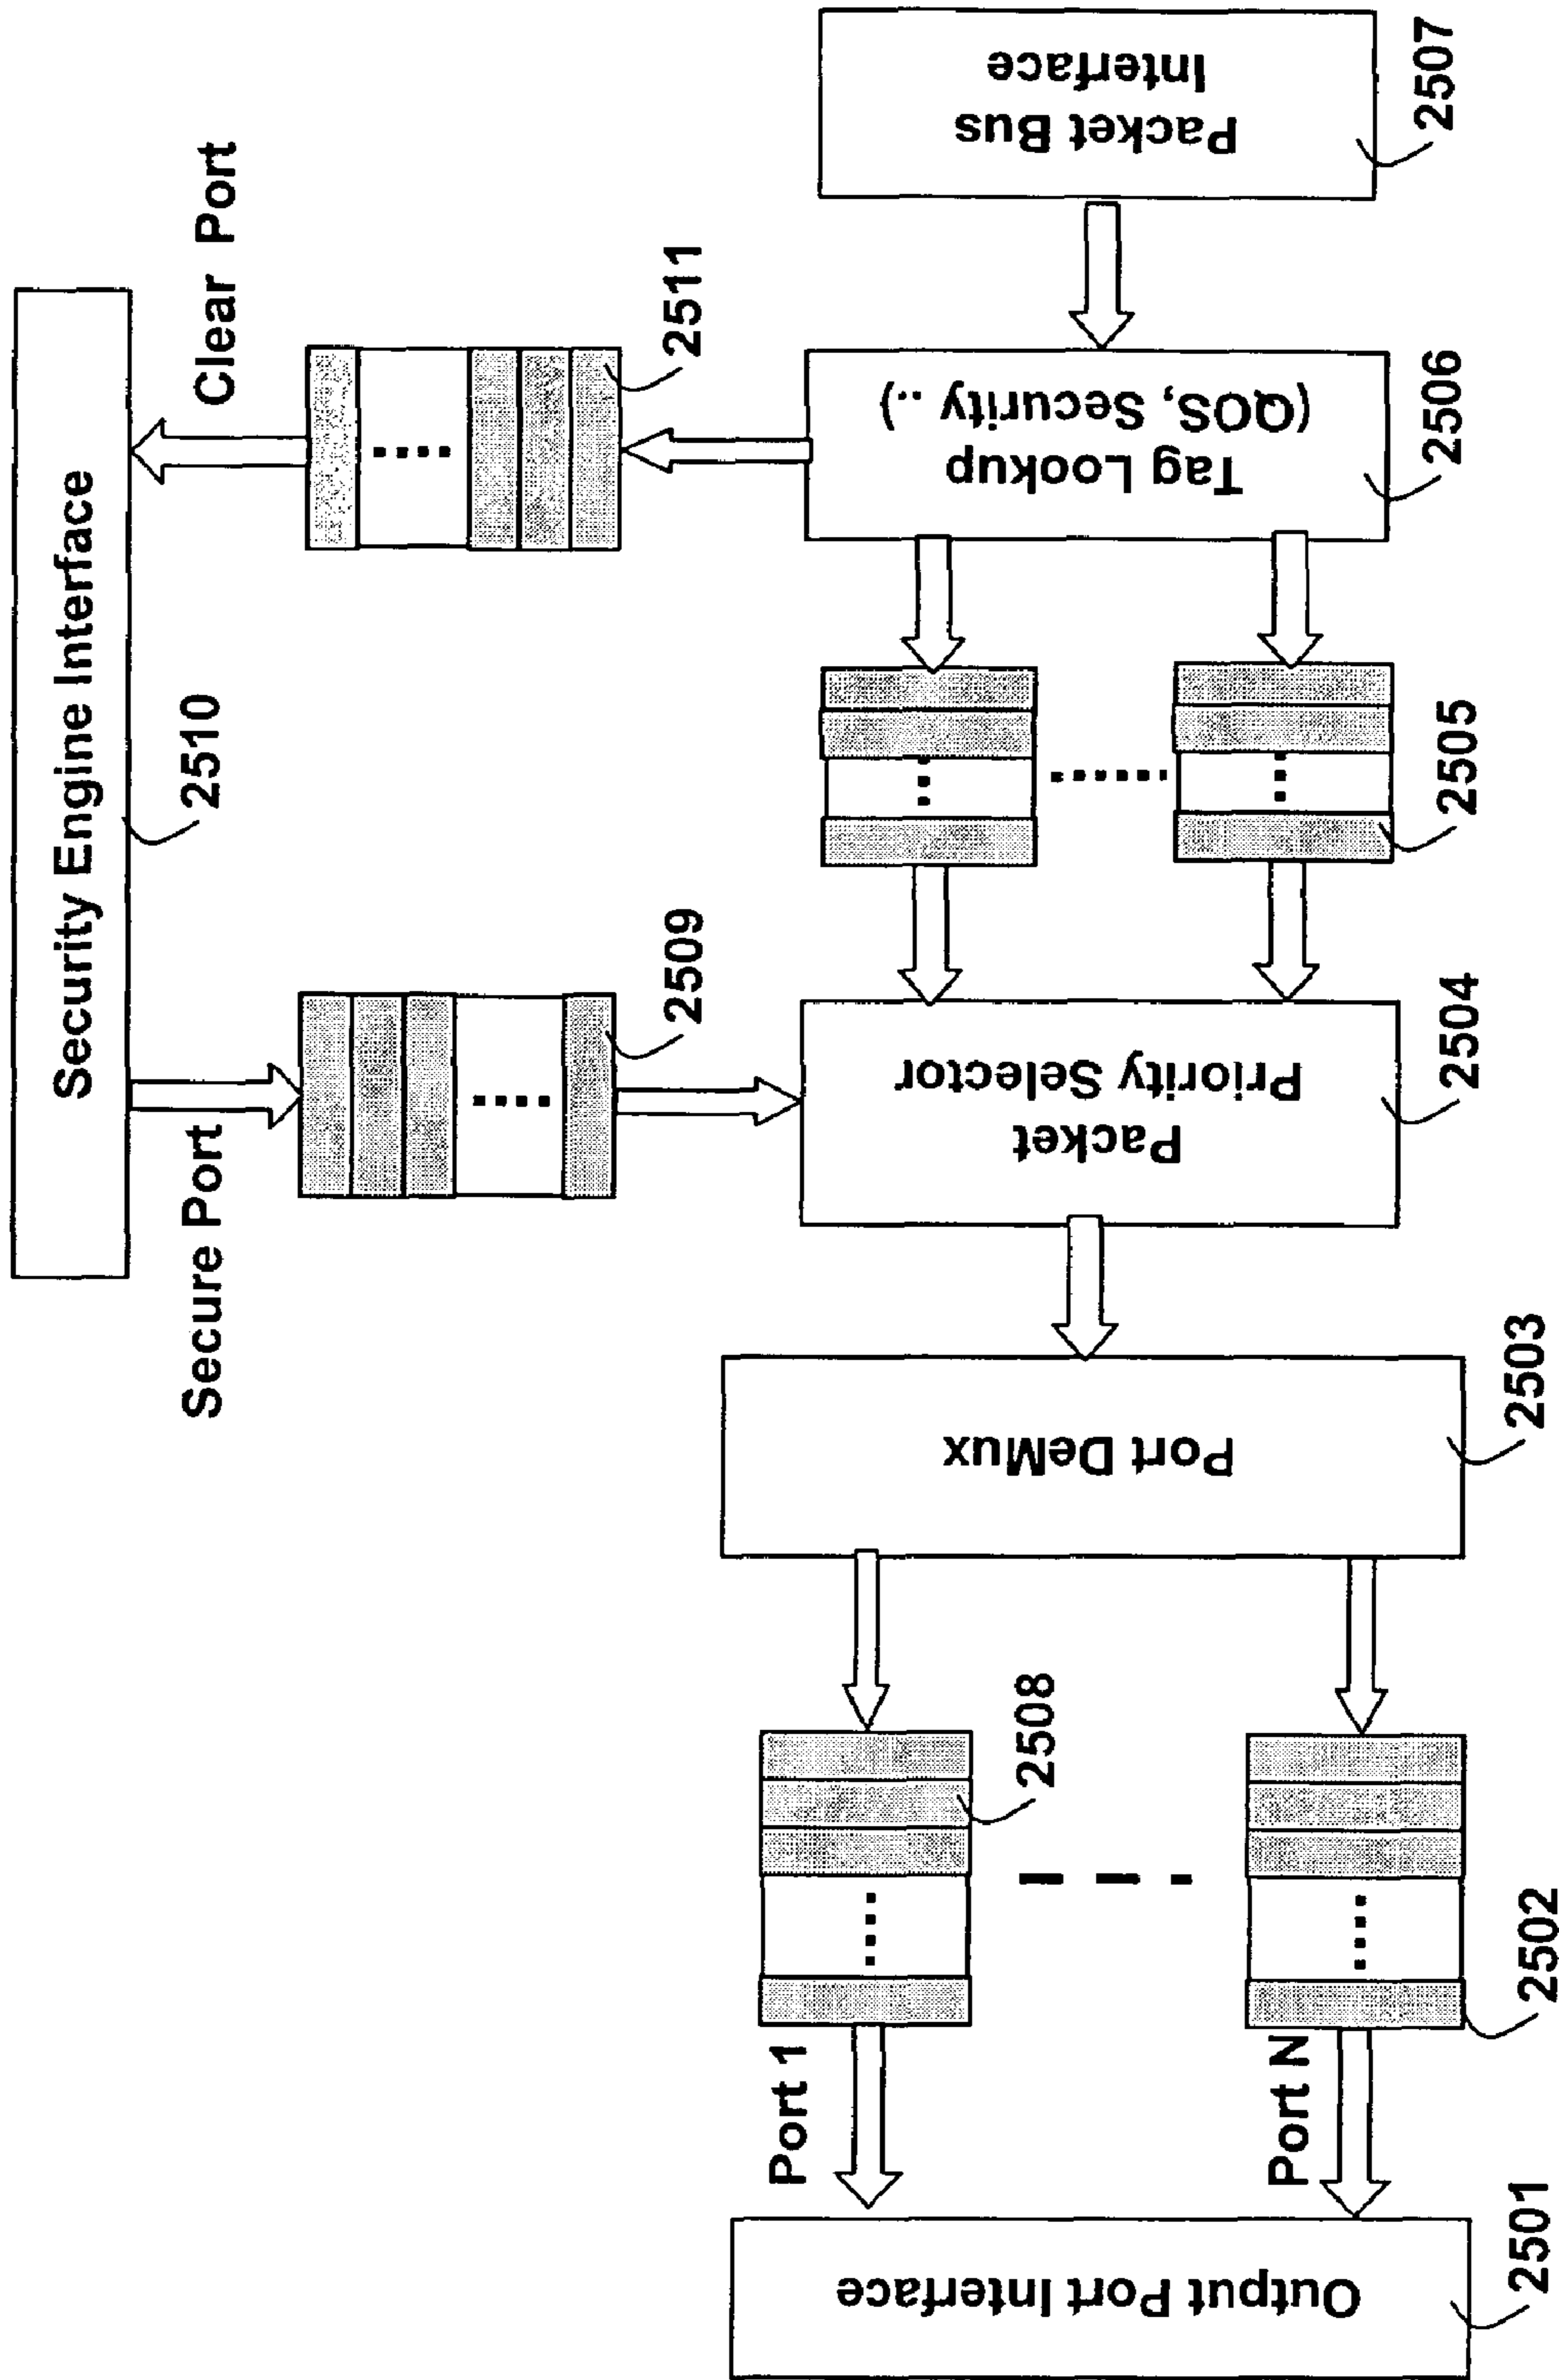 Security Engine Interface
2510
Secure Port
Clear Port
2509
2511
Output Port Interface
2501
Port 1
Port N
2508
2502
Port DeMux
2503
Packet
Priority Selector
2504
2505
Tag Lookup
(QOS, Security ..)
2506
Packet Bus
Interface
2507